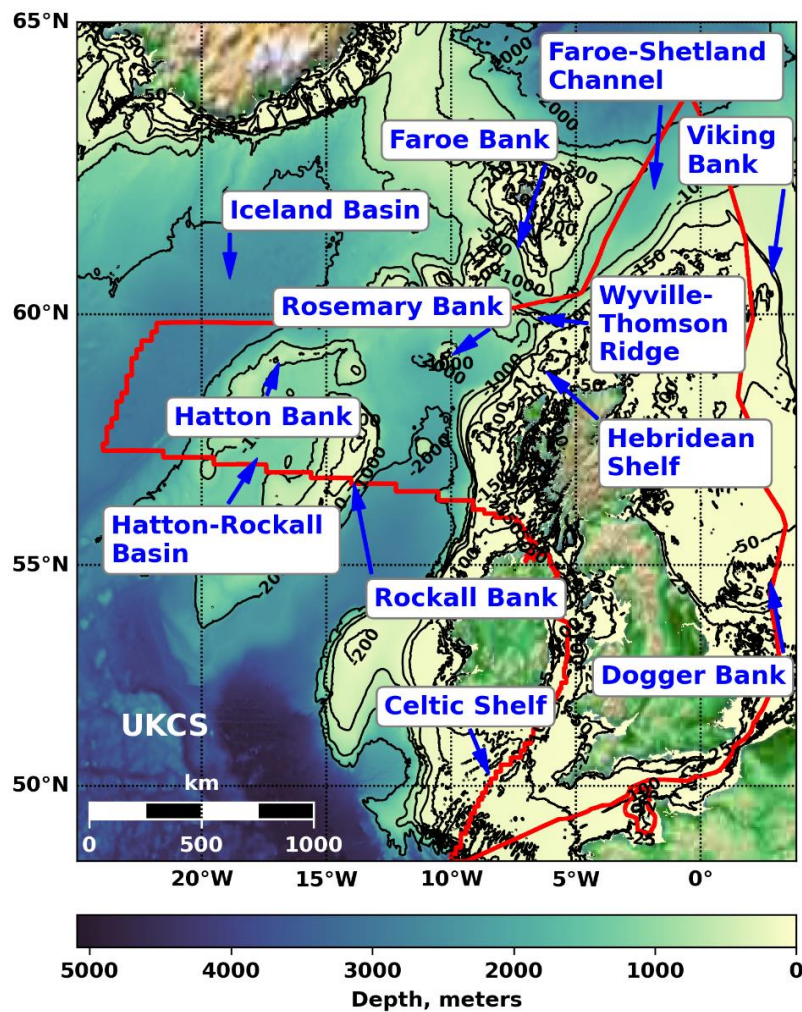 65°N
Faroe-Shetland
Channel
Faroe Bank
Viking
Bank
Iceland Basin
60°N
Rosemary Bank
Wyville-
Thomson
Ridge
Hatton Bank
Hebridean
Shelf
Hatton-Rockall
Basin
55°N
Rockall Bank
Dogger Bank
Celtic Shelf
UKCS
50°N
km
0 500 1000
20°W 15°W 10°W 5°W 0°
5000 4000 3000 2000 1000 0
Depth, meters